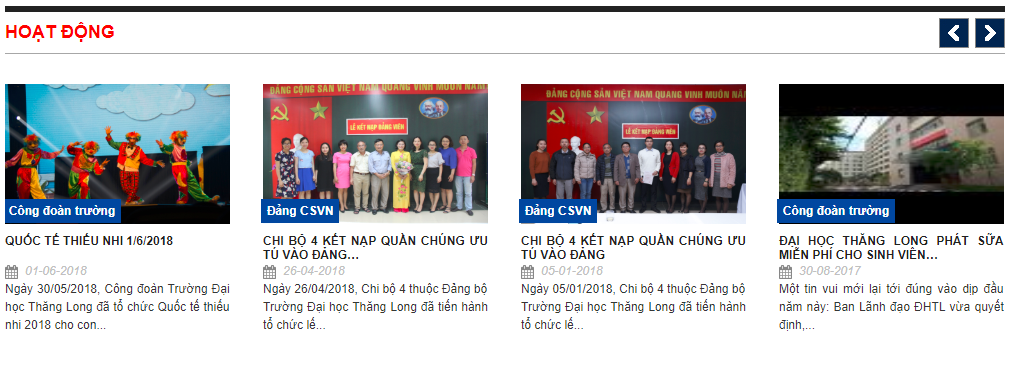 HOẠT ĐỘNG
ĐẢNG CỘNG SẢN VIỆT NAM QUANG VINH MUÔN NĂM
LỄ KẾT NẠP ĐẢNG VIÊN
ĐẢNG CỘNG SẢN VIỆT NAM QUANG VINH MUÔN NĂM
LỄ KẾT NẠP ĐẢNG VIÊN
Công đoàn trường
Đảng CSVN
Đảng CSVN
Công đoàn trường
QUỐC TẾ THIẾU NHI 1/6/2018
01-06-2018
Ngày 30/05/2018, Công đoàn Trường Đại
học Thăng Long đã tổ chức Quốc tế thiếu
nhi 2018 cho con...
CHI BỘ 4 KẾT NẠP QUẦN CHÚNG ƯU
TÚ VÀO ĐẢNG...
26-04-2018
Ngày 26/04/2018, Chi bộ 4 thuộc Đảng bộ
Trường Đại học Thăng Long đã tiến hành
tổ chức lễ...
CHI BỘ 4 KẾT NẠP QUẦN CHÚNG ƯU
TÚ VÀO ĐẢNG
05-01-2018
Ngày 05/01/2018, Chi bộ 4 thuộc Đảng bộ
Trường Đại học Thăng Long đã tiến hành
tổ chức lễ...
ĐẠI HỌC THĂNG LONG PHÁT SỮA
MIỄN PHÍ CHO SINH VIÊN...
30-08-2017
Một tin vui mới lại tới đúng vào dịp đầu
năm này: Ban Lãnh đạo ĐHTL vừa quyết
định,...